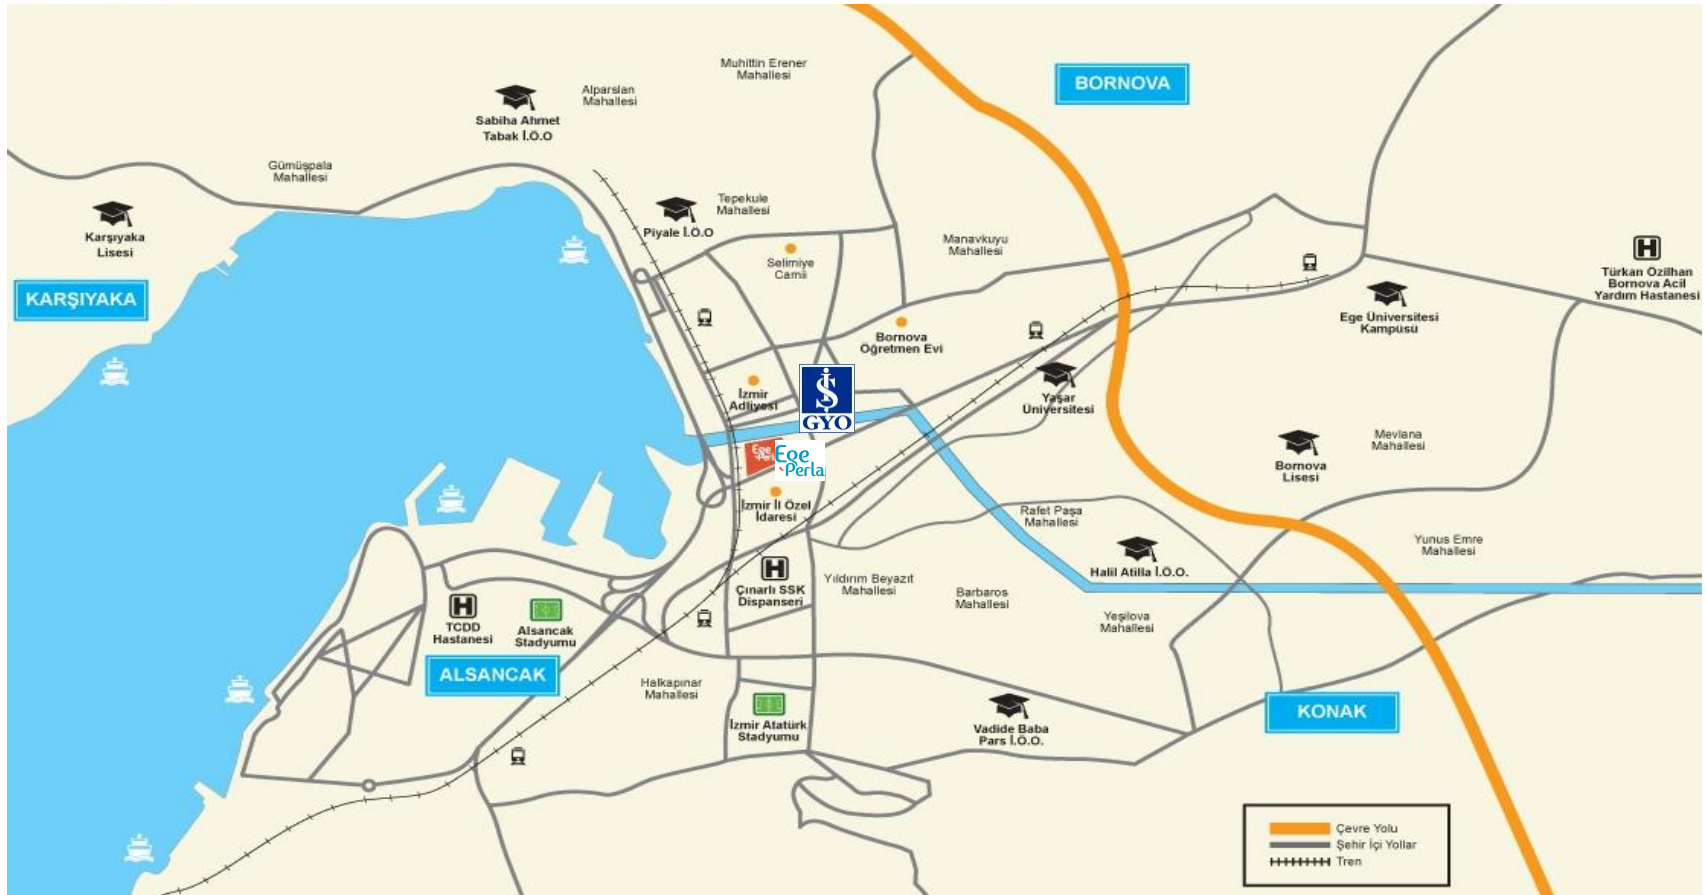 Muhittin Erener
Mahallesi
BORNOVA
Alparslan
Mahallesi
Sabiha Ahmet
Tabak İ.Ö.O
Gümüşpala
Mahallesi
Tepekule
Mahallesi
Piyale İ.Ö.O
Karşıyaka
Lisesi
Manavkuyu
Mahallesi
Selimiye
Camii
Türkan Özilhan
Bornova Acil
Yardım Hastanesi
KARŞIYAKA
Ege Üniversitesi
Kampüsü
Bornova
Öğretmen Evi
İzmir
Adliyesi
İŞ
GYO
Yaşar
Üniversitesi
Mevlana
Mahallesi
Ege
Perla
Ege
Perla
Bornova
Lisesi
İzmir İl Özel
İdaresi
Rafet Paşa
Mahallesi
Yunus Emre
Mahallesi
Halil Atilla İ.Ö.O.
H
Çınarlı SSK
Dispanseri
Yıldırım Beyazıt
Mahallesi
Barbaros
Mahallesi
Yeşilova
Mahallesi
H
TCDD
Hastanesi
Alsancak
Stadyumu
ALSANCAK
Halkapınar
Mahallesi
İzmir Atatürk
Stadyumu
Vadide Baba
Pars İ.Ö.O.
KONAK
H
Çevre Yolu
Şehir İçi Yollar
Tren